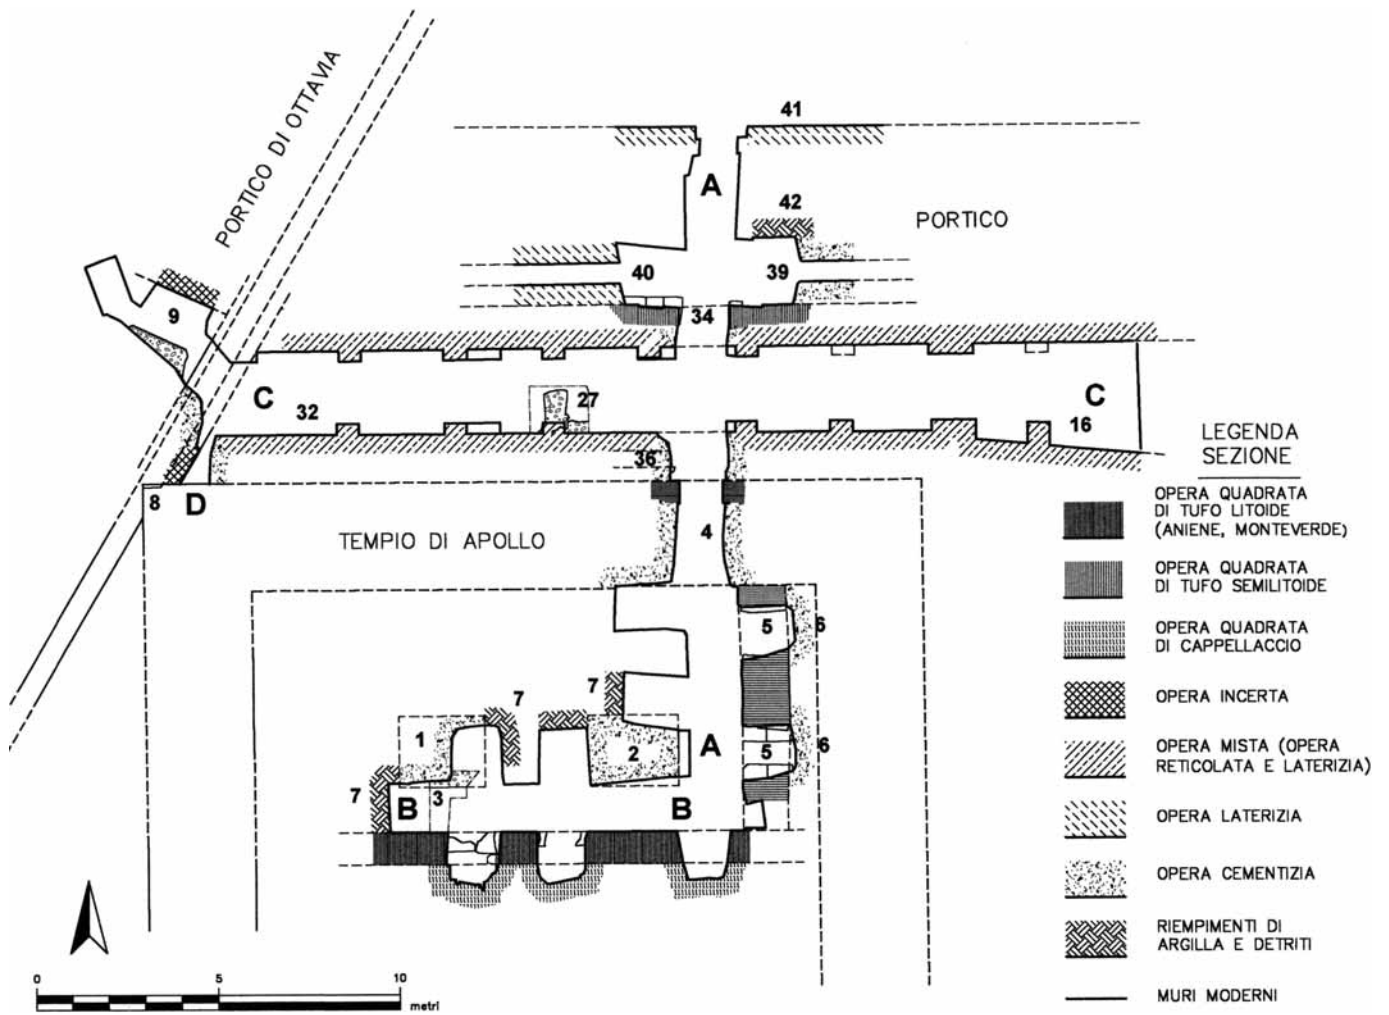 41
PORTICO DI OTTAVIA
A
42
PORTICO
40
39
9
34
C
32
27
C
16
36
8
D
TEMPIO DI APOLLO
4
5
6
7
7
1
2
A
5
6
7
3
B
B
0
5
10
metri
LEGENDA
SEZIONE
OPERA QUADRATA
DI TUFO LITOIDE
(ANIENE, MONTEVERDE)
OPERA QUADRATA
DI TUFO SEMILITOIDE
OPERA QUADRATA
DI CAPPELLACCIO
OPERA INCERTA
OPERA MISTA (OPERA
RETICOLATA E LATERIZIA)
OPERA LATERIZIA
OPERA CEMENTIZIA
RIEMPIMENTI DI
ARGILLA E DETRITI
MURI MODERNI